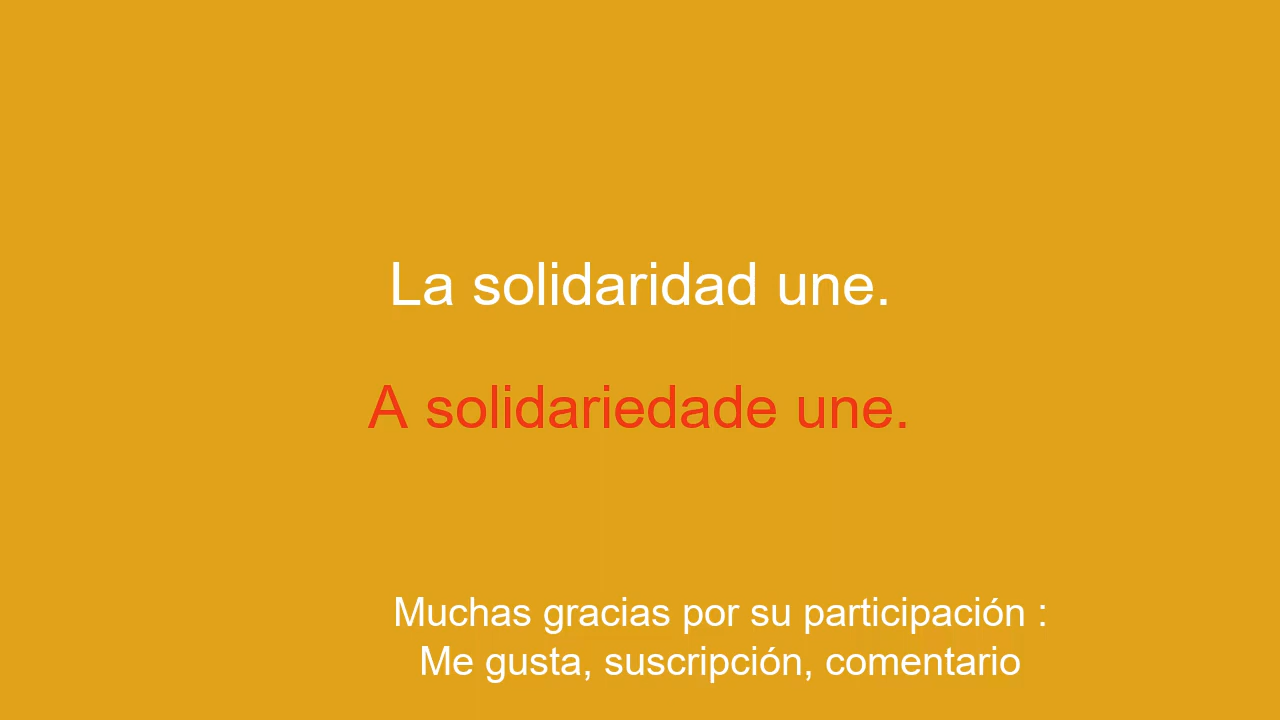 La solidaridad une.
A solidariedade une.
Muchas gracias por su participación :
Me gusta, suscripción, comentario